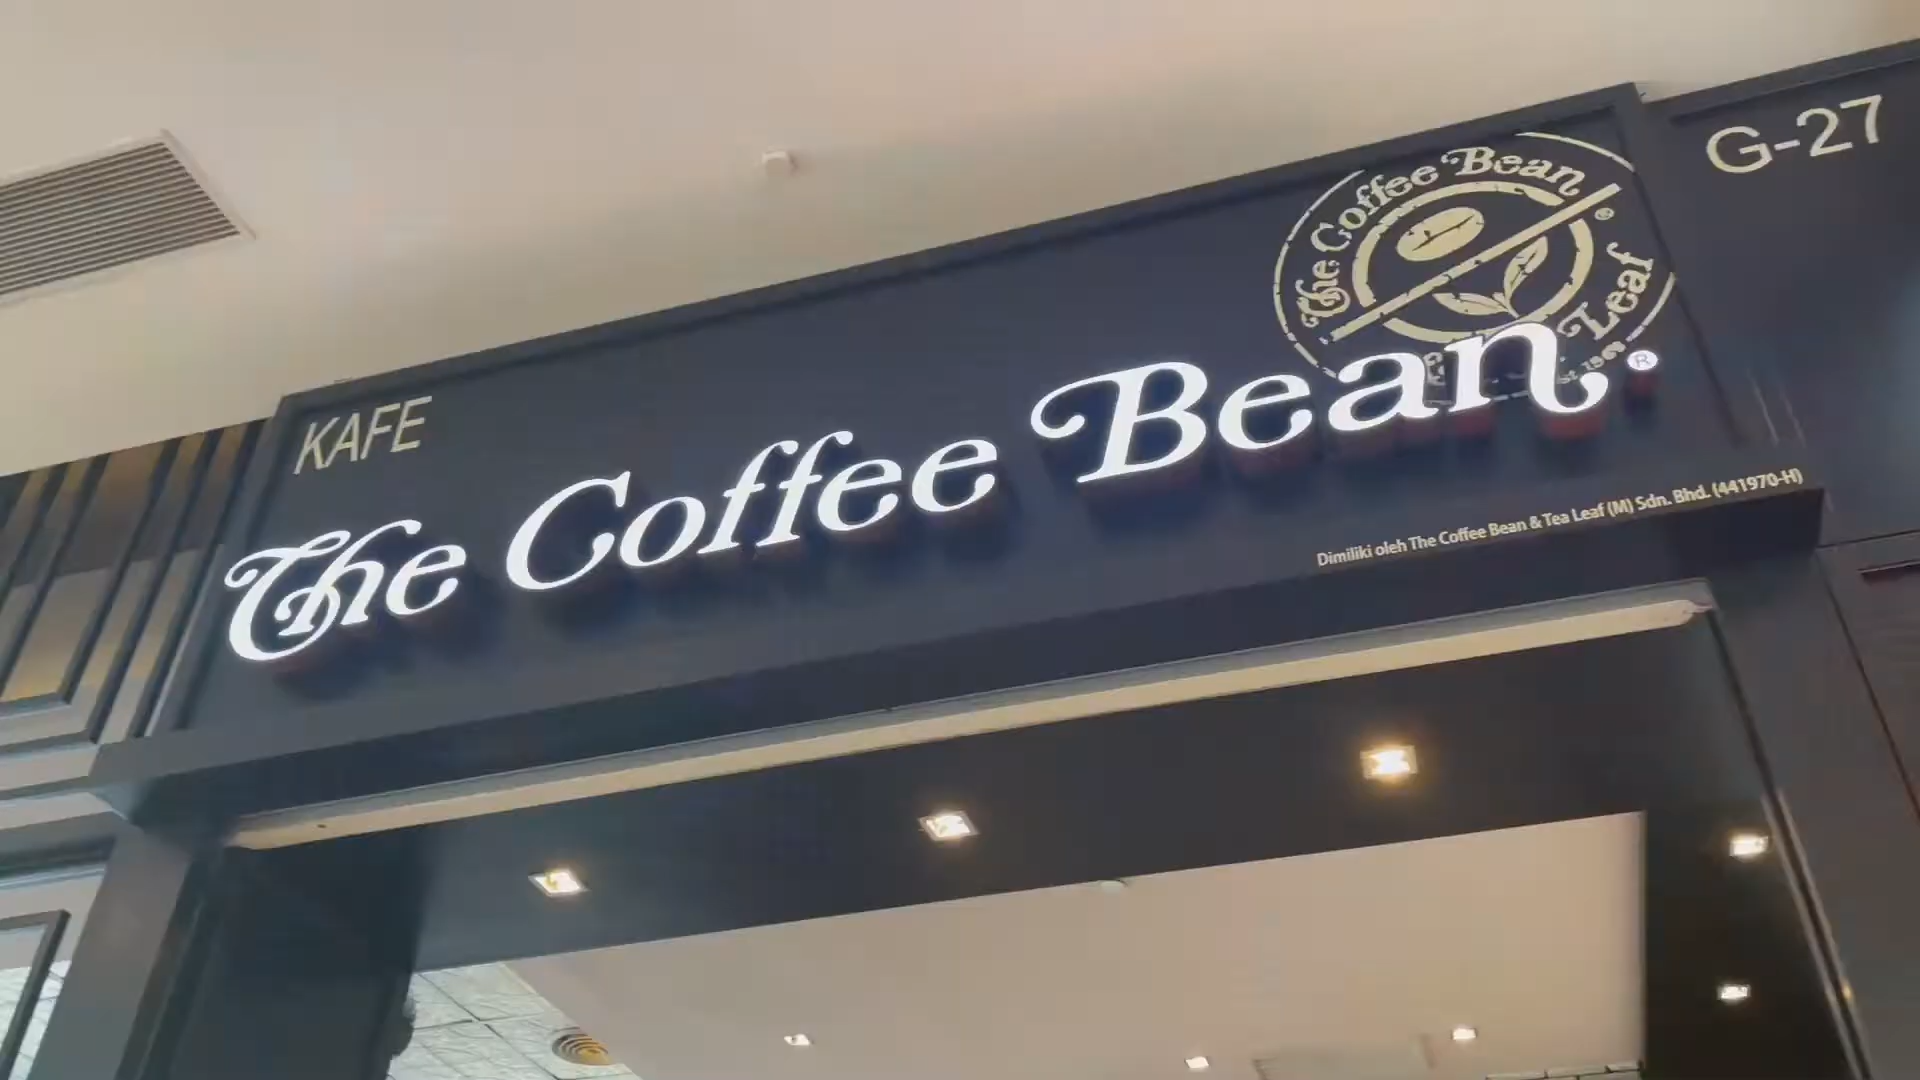 G-27
The Coffee Bean
Leaf
KAFE
The Coffee Bean®
Dimiliki oleh The Coffee Bean & Tea Leaf (M) Sdn. Bhd. (441970-H)